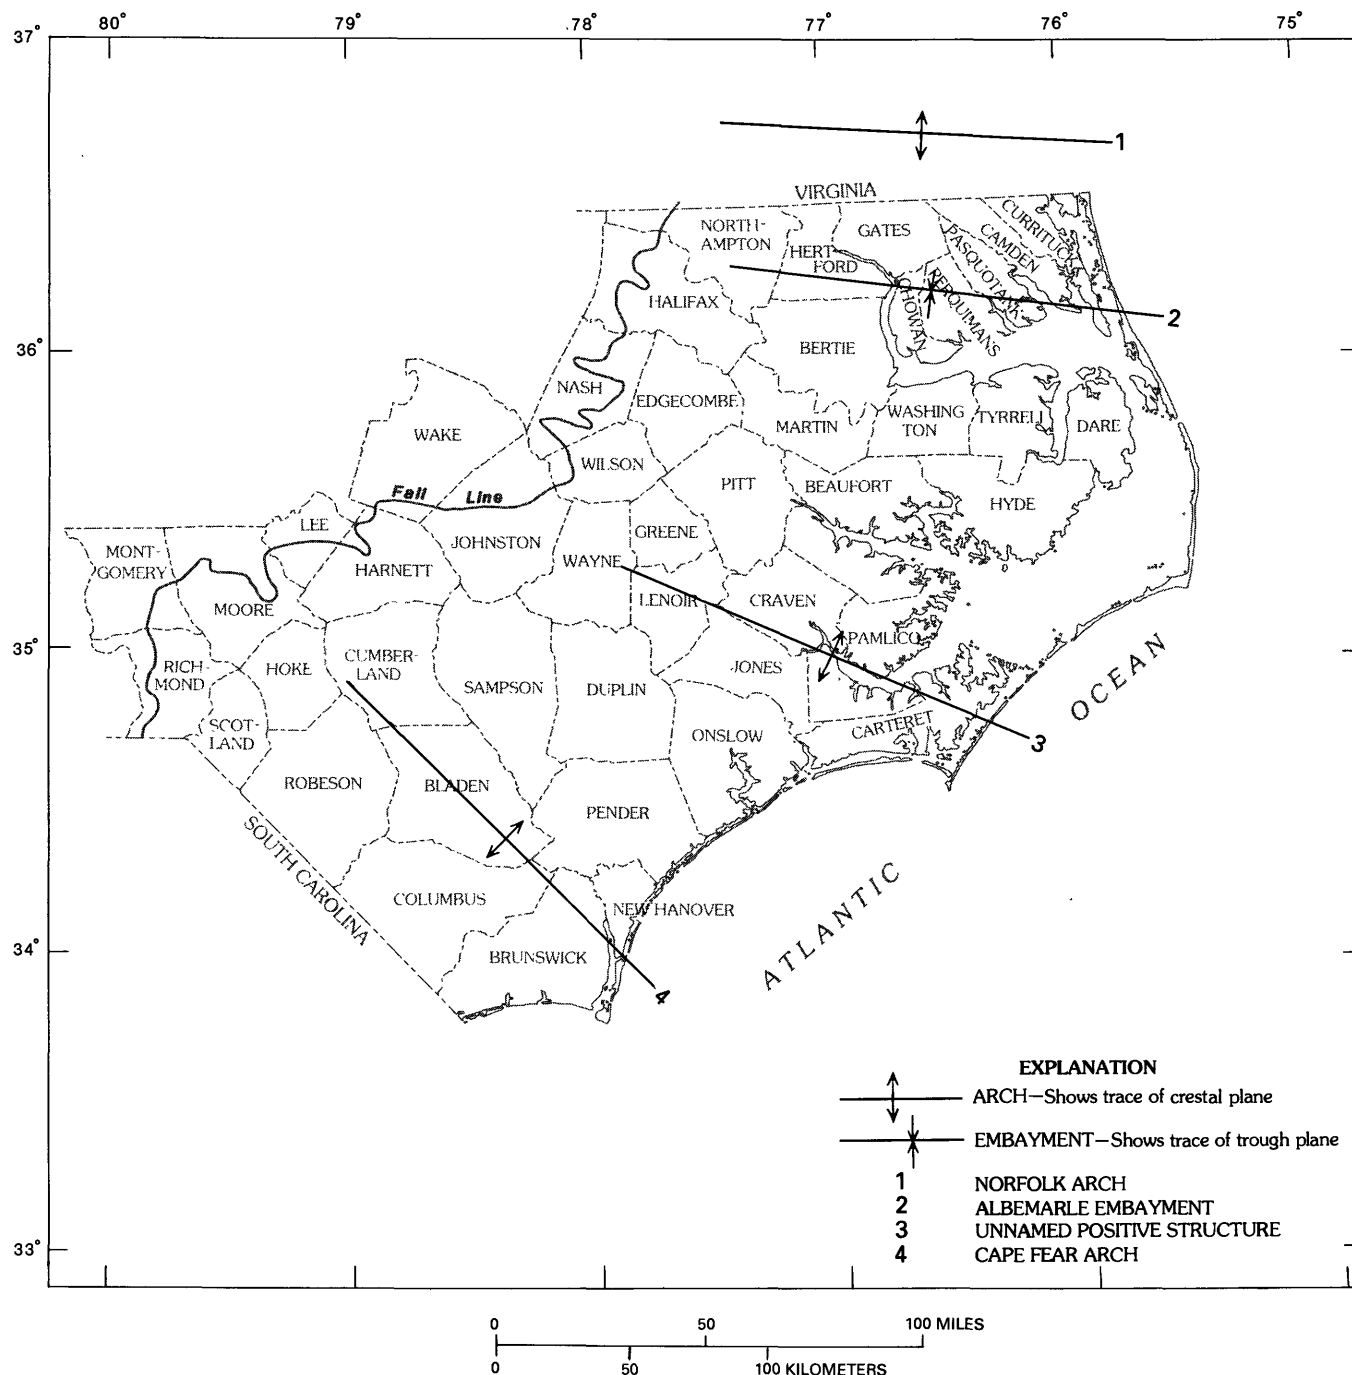 80° 79° 78° 77° 76° 75°
37°
1
VIRGINIA
NORTH-
AMPTON
GATES
HERT
FORD
CURRITUCK
CAMDEN
PASQUOTANK
PERQUIMANS
CHOWAN
2
HALIFAX
36°
BERTIE
NASH
EDGECOMBE
WAKE
MARTIN
WASHING
TON
TYRRELL
DARE
WILSON
PITT
BEAUFORT
HYDE
Fall Line
LEE
JOHNSTON
GREENE
MONT-
GOMERY
HARNETT
WAYNE
MOORE
LENOIR
CRAVEN
35°
PAMLICO
RICH-
MOND
HOKE
CUMBER-
LAND
SAMPSON
DUPLIN
JONES
SCOT-
LAND
ONSLOW
CARTERET
3
OCEAN
ROBESON
BLADEN
PENDER
SOUTH CAROLINA
COLUMBUS
NEW HANOVER
ATLANTIC
34°
BRUNSWICK
4
EXPLANATION
ARCH—Shows trace of crestal plane
EMBAYMENT—Shows trace of trough plane
1 NORFOLK ARCH
2 ALBEMARLE EMBAYMENT
3 UNNAMED POSITIVE STRUCTURE
4 CAPE FEAR ARCH
33°
0 50 100 MILES
0 50 100 KILOMETERS